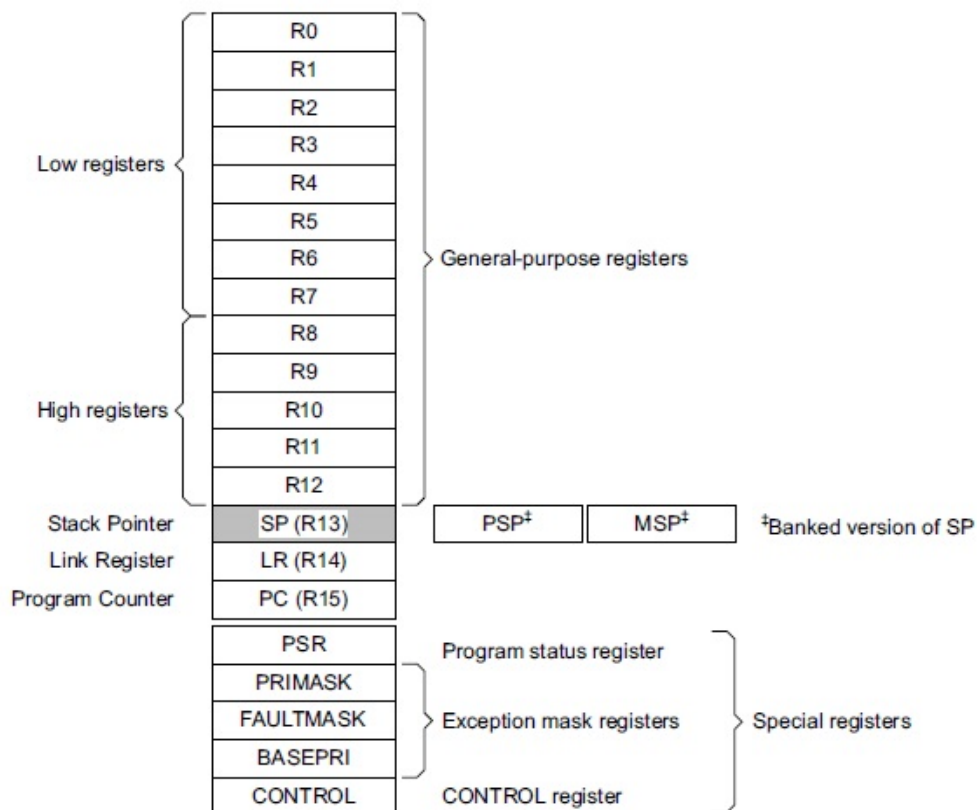 R0
R1
R2
R3
Low registers
R4
R5
R6
General-purpose registers
R7
R8
R9
High registers
R10
R11
R12
Stack Pointer SP (R13) PSP‡ MSP‡ ‡Banked version of SP
Link Register LR (R14)
Program Counter PC (R15)
PSR Program status register
PRIMASK
FAULTMASK Exception mask registers Special registers
BASEPRI
CONTROL CONTROL register